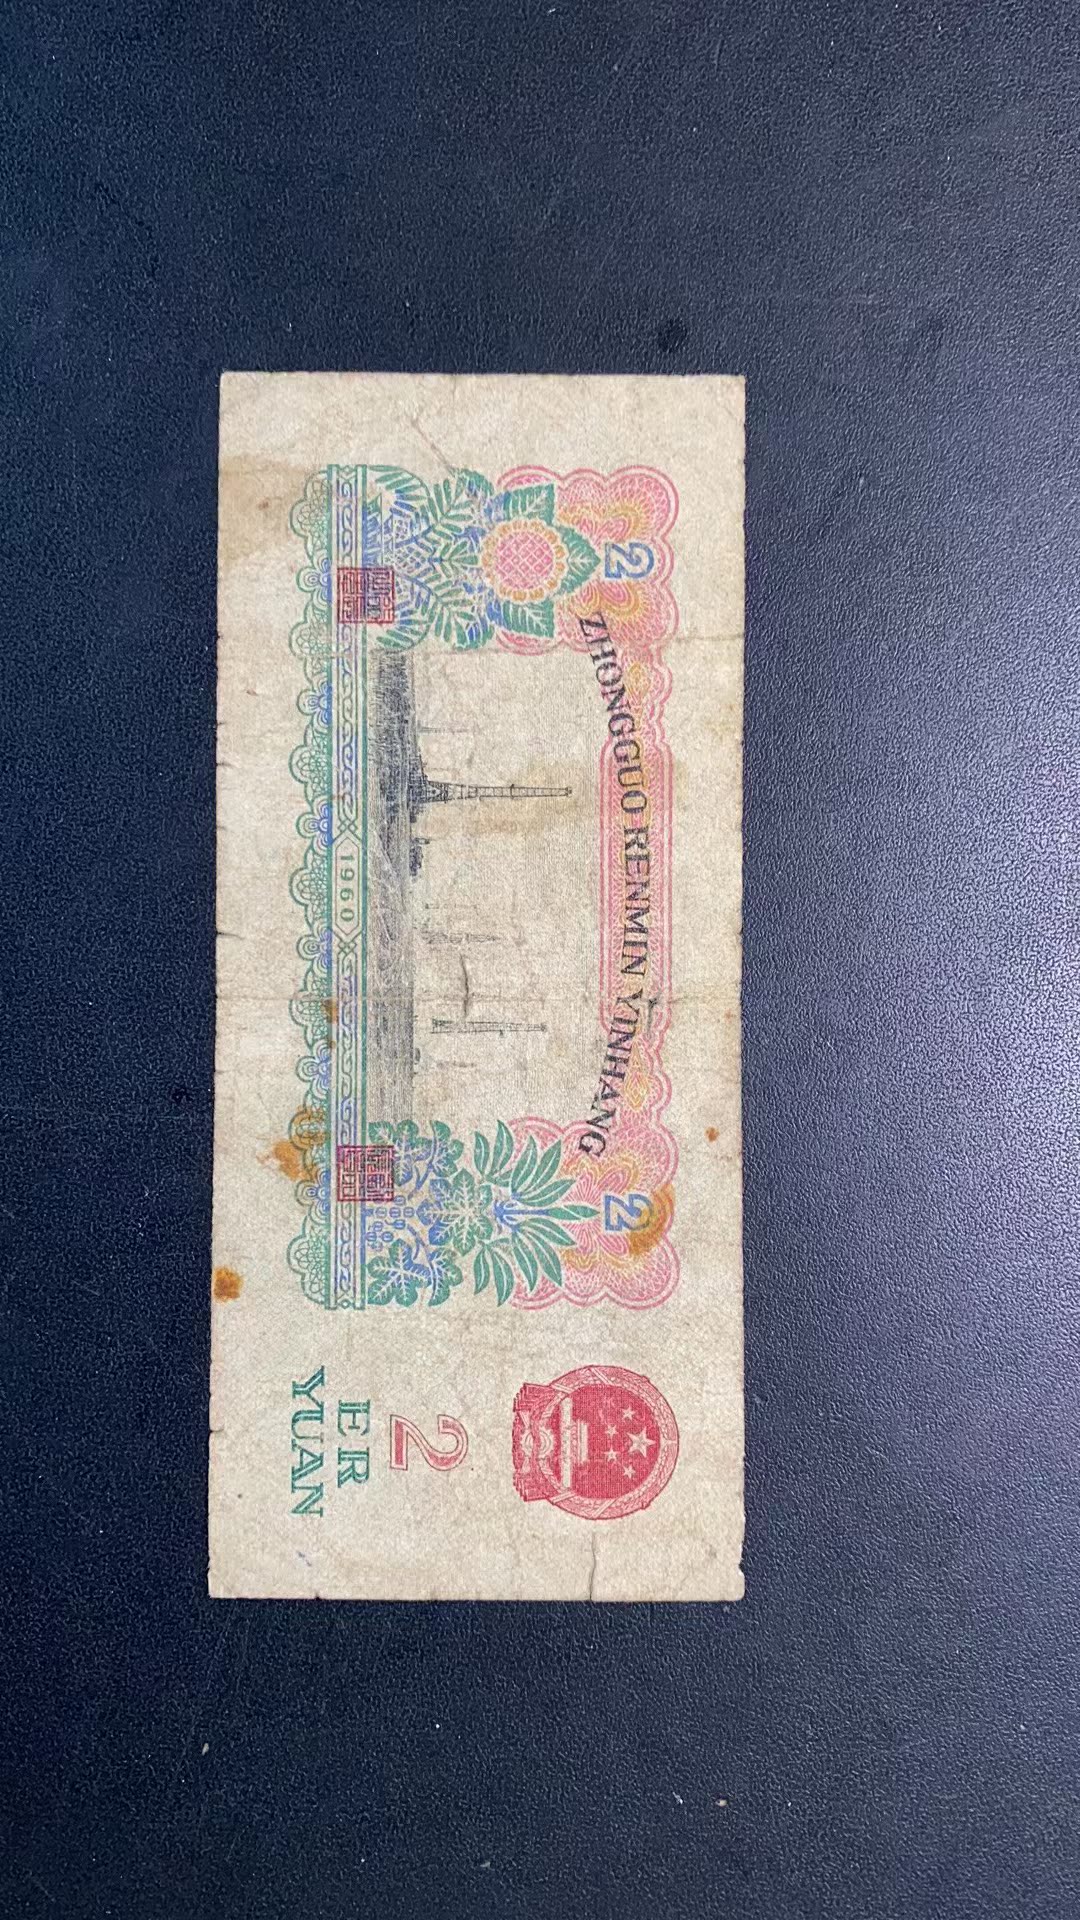 ZHONGGUO RENMIN YINHANG
2
2
1960
2
ER
YUAN